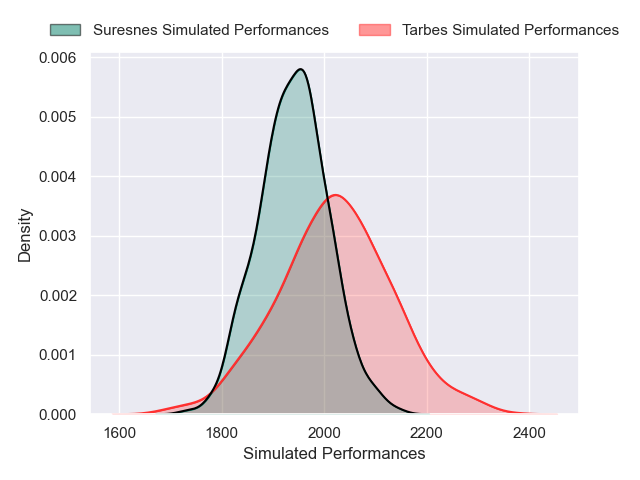 Suresnes Simulated Performances Tarbes Simulated Performances
0.006
0.005
0.004
0.003
0.002
0.001
0.000
Density
1600 1800 2000 2200 2400
Simulated Performances